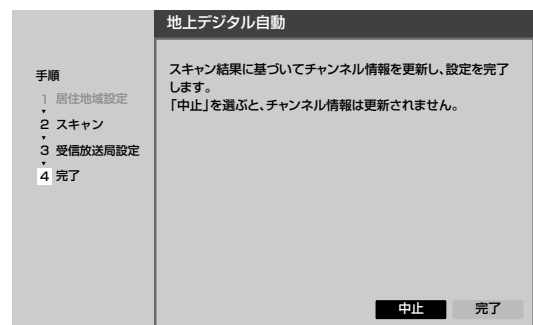 地上デジタル自動
手順
1 居住地域設定
2 スキャン
3 受信放送局設定
4 完了
スキャン結果に基づいてチャンネル情報を更新し、設定を完了
します。
「中止」を選ぶと、チャンネル情報は更新されません。
中止 完了